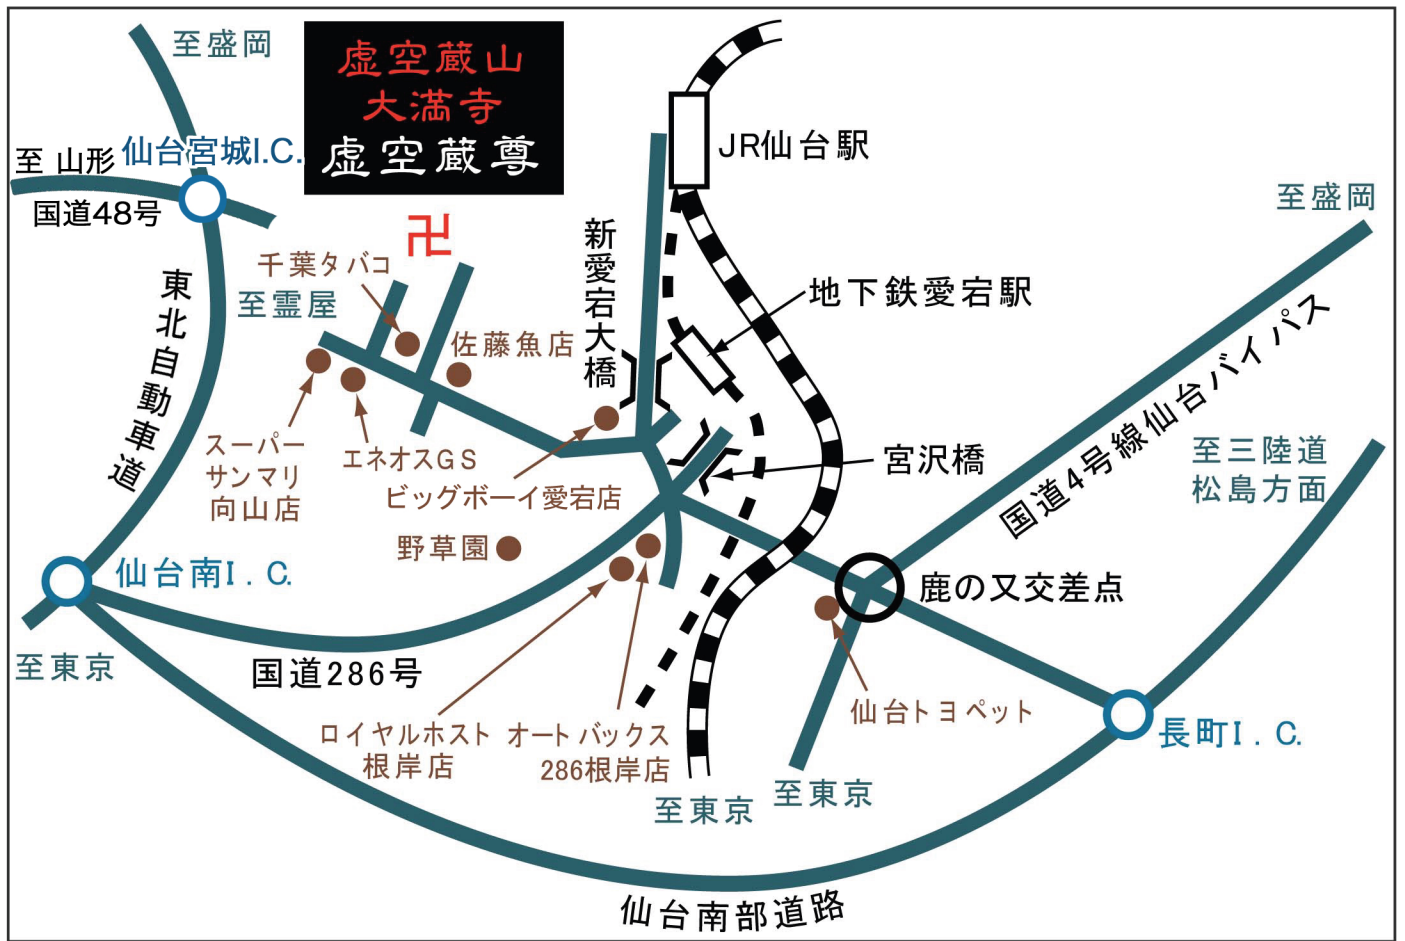 至盛岡
虚空蔵山
大満寺
虚空蔵尊
JR仙台駅
至 山形
仙台宮城I.C.
国道48号
至盛岡
新愛宕大橋
千葉タバコ
至霊屋
東北自動車道
地下鉄愛宕駅
佐藤魚店
国道4号線仙台バイパス
スーパー
サンマリ
向山店
エネオスGS
ビッグボーイ愛宕店
宮沢橋
至三陸道
松島方面
野草園
仙台南I.C.
鹿の又交差点
至東京
国道286号
ロイヤルホスト
根岸店
オートバックス
286根岸店
仙台トヨペット
長町I.C.
至東京
至東京
仙台南部道路